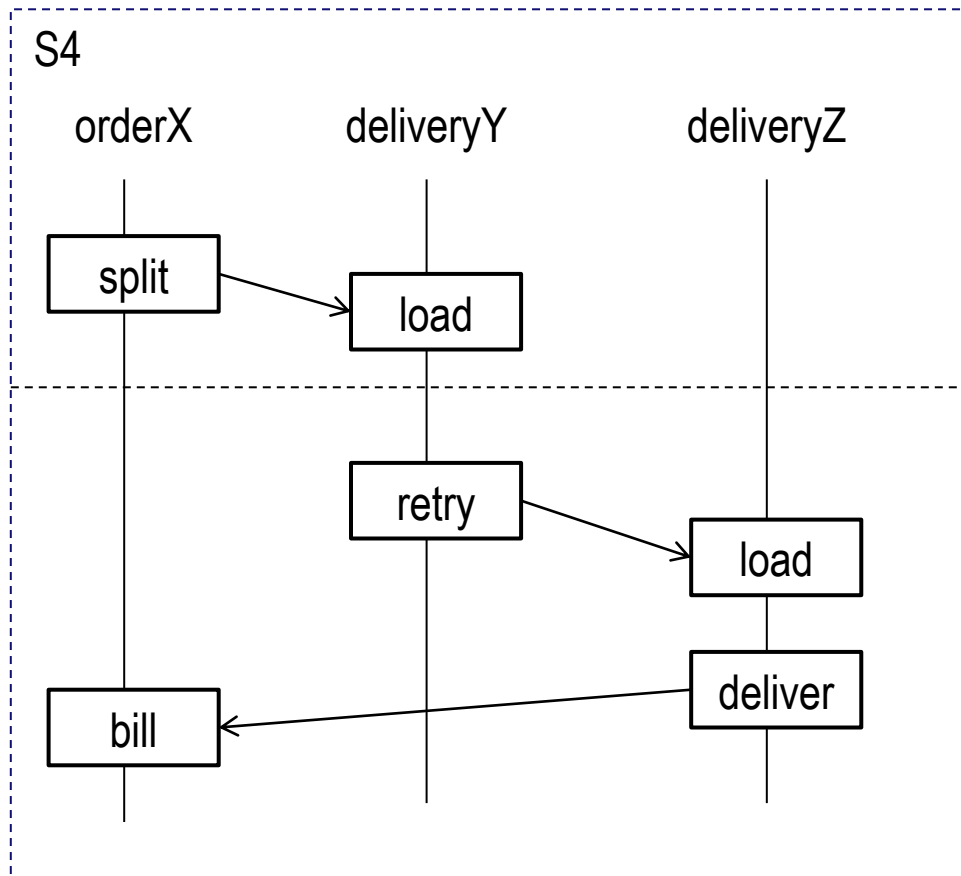 S4
orderX deliveryY deliveryZ
split
load
retry
load
deliver
bill